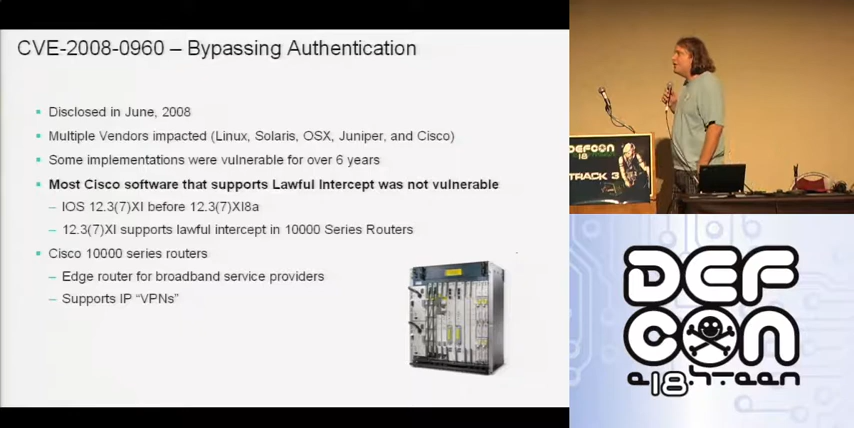 CVE-2008-0960 – Bypassing Authentication
▪ Disclosed in June, 2008
▪ Multiple Vendors impacted (Linux, Solaris, OSX, Juniper, and Cisco)
▪ Some implementations were vulnerable for over 6 years
▪ Most Cisco software that supports Lawful Intercept was not vulnerable
– IOS 12.3(7)XI before 12.3(7)XI8a
– 12.3(7)XI supports lawful intercept in 10000 Series Routers
▪ Cisco 10000 series routers
– Edge router for broadband service providers
– Supports IP “VPNs”
DEFCON
TRACK 3
DEF
CON
e18.h+een